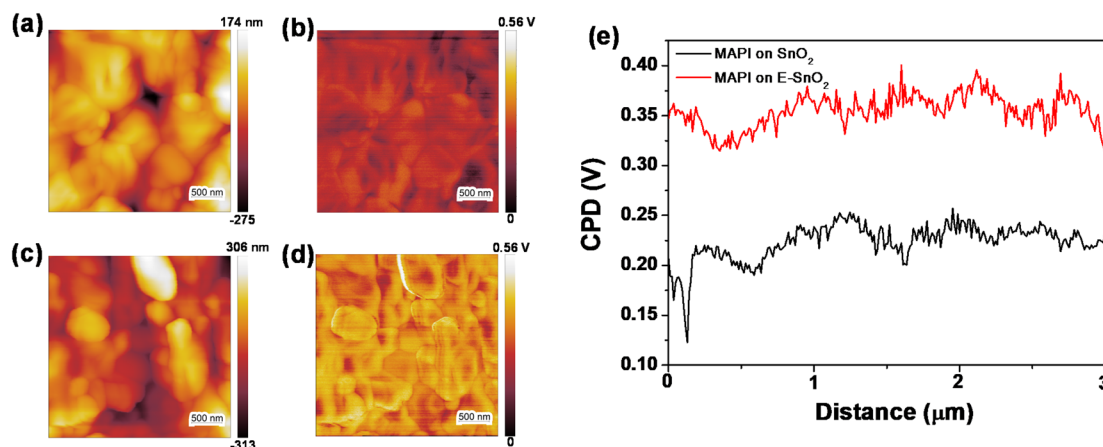 (a)
174 nm
500 nm
-275
(b)
0.56 V
500 nm
0
(c)
306 nm
500 nm
-313
(d)
0.56 V
500 nm
0
(e)
MAPI on SnO₂
MAPI on E-SnO₂
0.40
0.35
0.30
0.25
0.20
0.15
0.10
CPD (V)
0
1
2
3
Distance (μm)